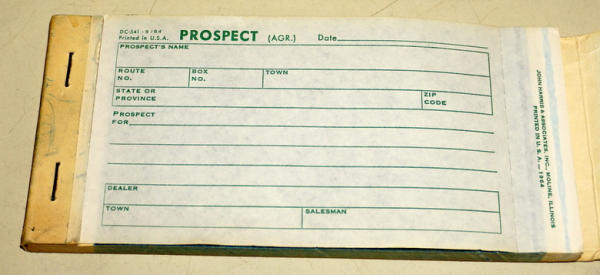 DC-541 - 5/64
Printed in U.S.A. PROSPECT (AGR.) Date
PROSPECT'S NAME
ROUTE NO. BOX NO. TOWN
STATE OR PROVINCE ZIP CODE
PROSPECT FOR
DEALER
TOWN SALESMAN
JOHN HARRIS & ASSOCIATES, INC., MOLINE, ILLINOIS
PRINTED IN U. S. A.—1964